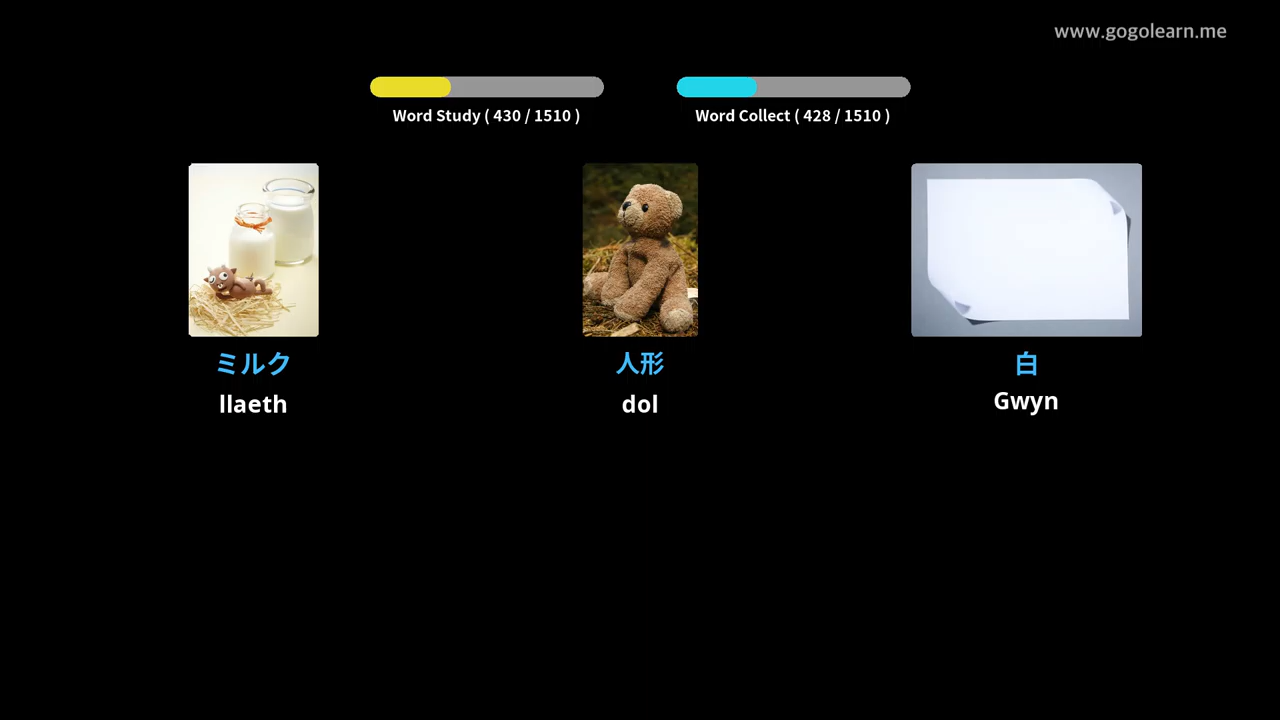 www.gogolearn.me
Word Study ( 430 / 1510 )
Word Collect ( 428 / 1510 )
ミルク
人形
白
llaeth
dol
Gwyn